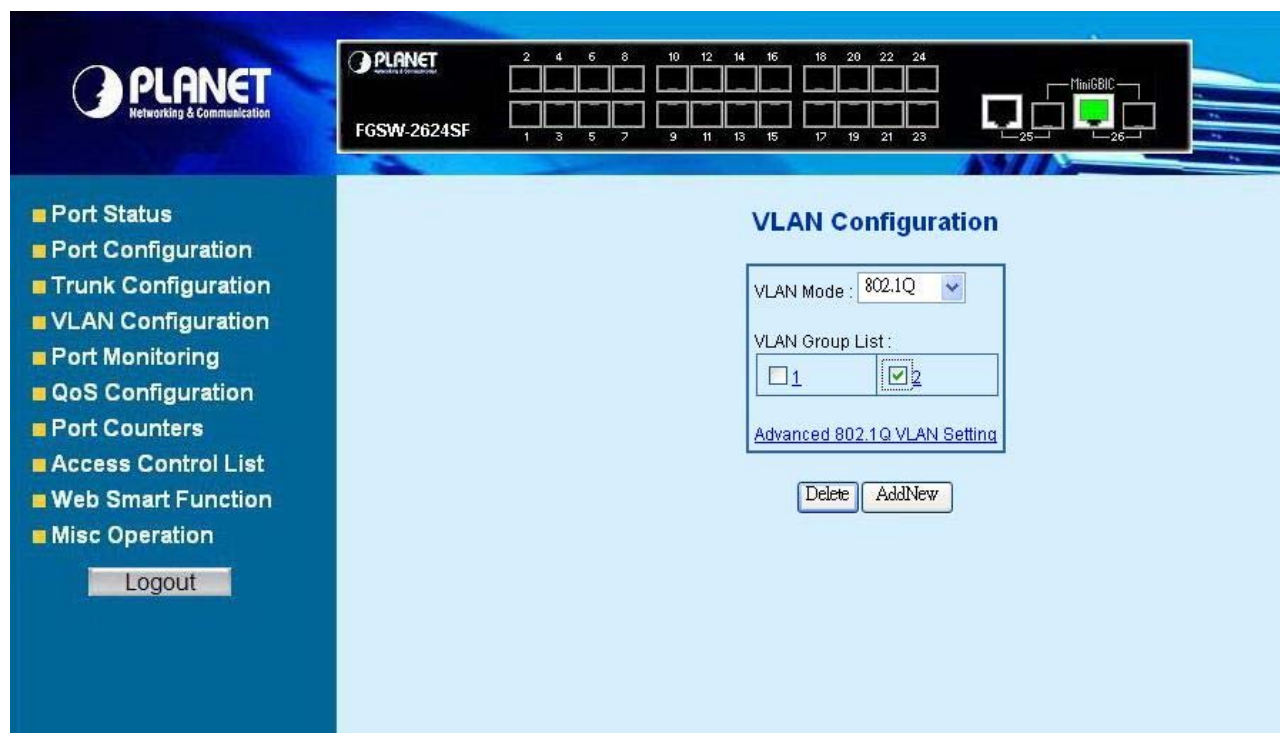 PLANET
Networking & Communication
PLANET
2 4 6 8 10 12 14 16 18 20 22 24
MiniGBIC
FGSW-2624SF
1 3 5 7 9 11 13 15 17 19 21 23
25 26
Port Status
Port Configuration
Trunk Configuration
VLAN Configuration
Port Monitoring
QoS Configuration
Port Counters
Access Control List
Web Smart Function
Misc Operation
Logout
VLAN Configuration
VLAN Mode : 802.1Q
VLAN Group List :
1 2
Advanced 802.1Q VLAN Setting
Delete AddNew